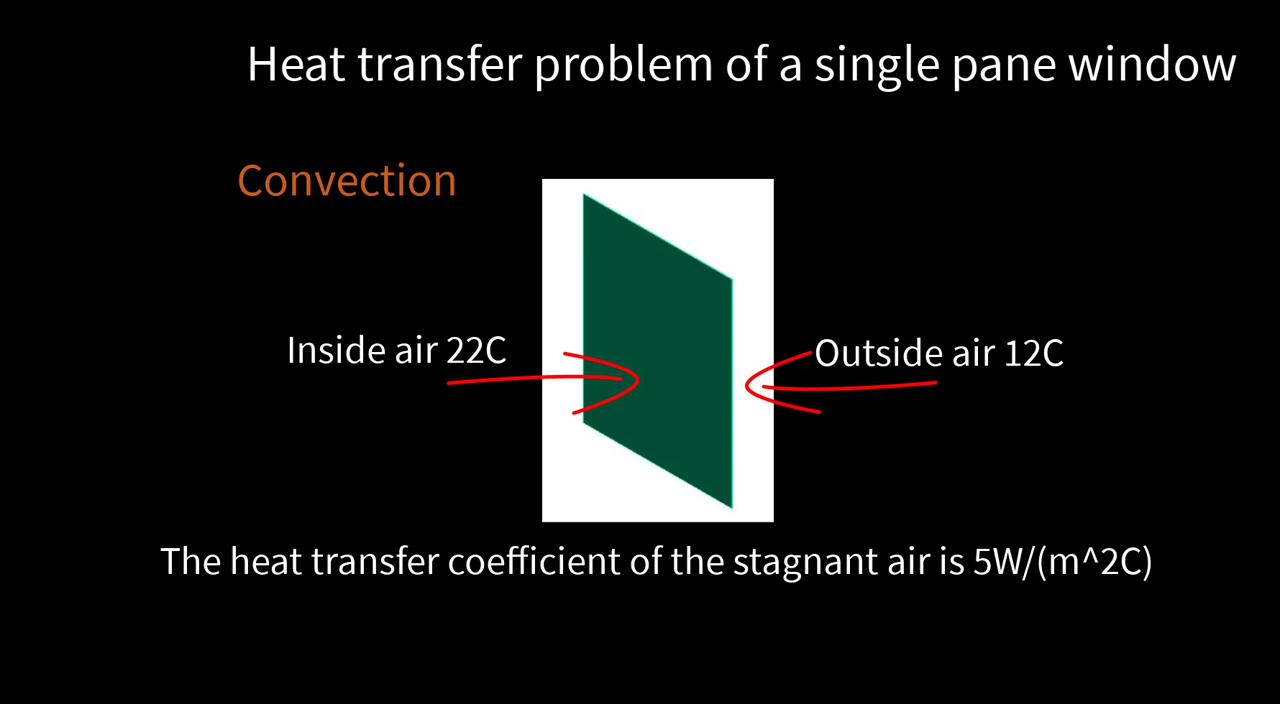 Heat transfer problem of a single pane window
Convection
Inside air 22C
Outside air 12C
The heat transfer coefficient of the stagnant air is 5W/(m^2C)